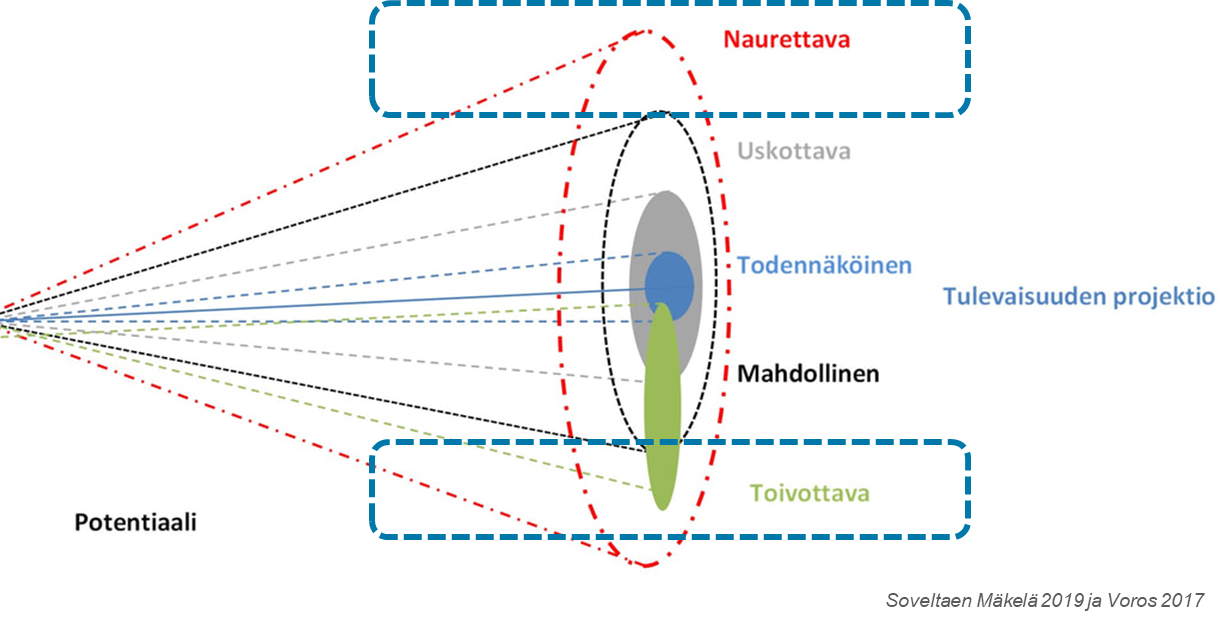 Naurettava
Uskottava
Todennäköinen
Tulevaisuuden projektio
Mahdollinen
Toivottava
Potentiaali
Soveltaen Mäkelä 2019 ja Voros 2017